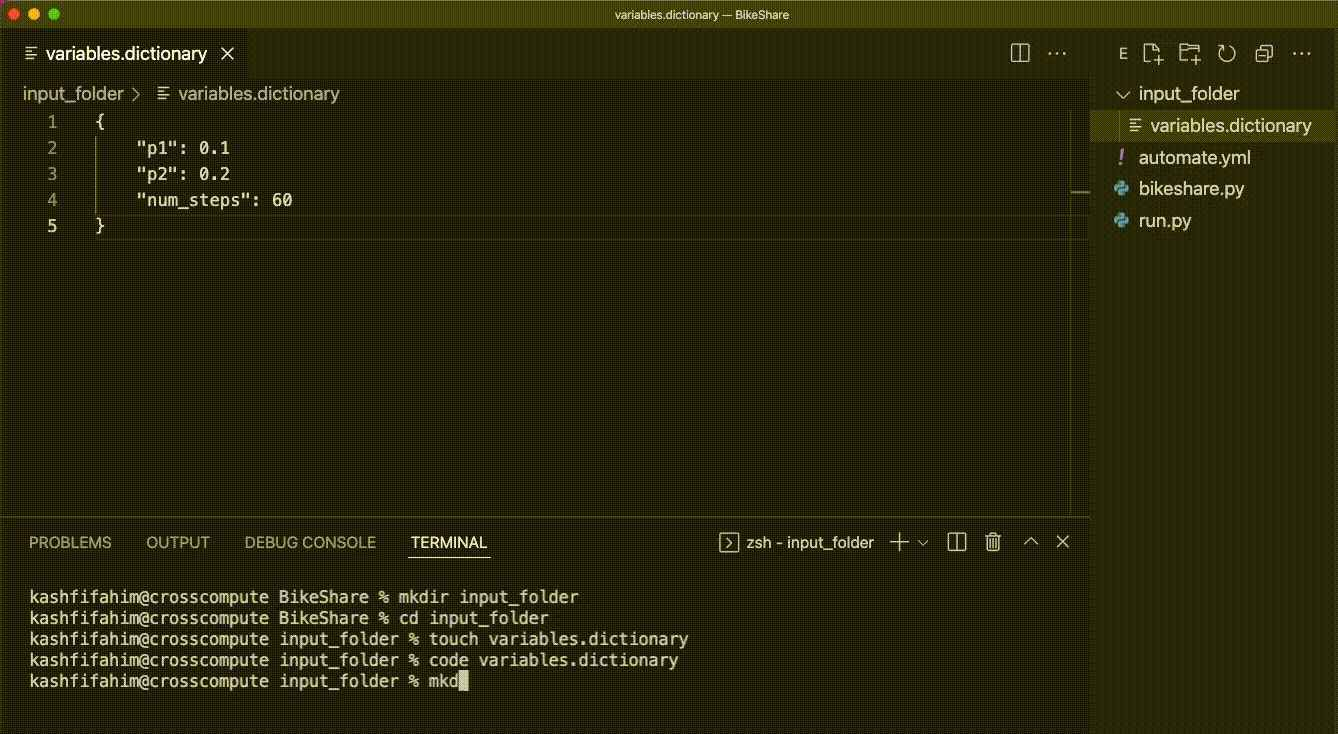 variables.dictionary — BikeShare
variables.dictionary
E
input_folder > variables.dictionary
1 {
2 "p1": 0.1
3 "p2": 0.2
4 "num_steps": 60
5 }
input_folder
variables.dictionary
! automate.yml
bikeshare.py
run.py
PROBLEMS OUTPUT DEBUG CONSOLE TERMINAL zsh - input_folder
kashfifahim@crosscompute BikeShare % mkdir input_folder
kashfifahim@crosscompute BikeShare % cd input_folder
kashfifahim@crosscompute input_folder % touch variables.dictionary
kashfifahim@crosscompute input_folder % code variables.dictionary
kashfifahim@crosscompute input_folder % mkd